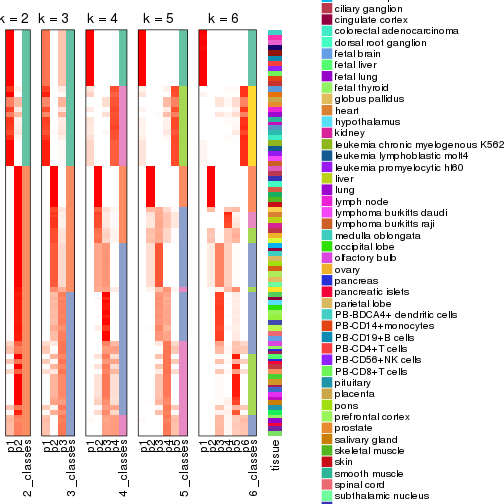 k = 2 k = 3 k = 4 k = 5 k = 6
p1
p2
2_classes
p1
p2
p3
3_classes
p1
p2
p3
p4
4_classes
p1
p2
p3
p4
p5
5_classes
p1
p2
p3
p4
p5
p6
6_classes
tissue
ciliary ganglion
cingulate cortex
colorectal adenocarcinoma
dorsal root ganglion
fetal brain
fetal liver
fetal lung
fetal thyroid
globus pallidus
heart
hypothalamus
kidney
leukemia chronic myelogenous K562
leukemia lymphoblastic molt4
leukemia promyelocytic hl60
liver
lung
lymph node
lymphoma burkitts daudi
lymphoma burkitts raji
medulla oblongata
occipital lobe
olfactory bulb
ovary
pancreas
pancreatic islets
parietal lobe
PB-BDCA4+ dendritic cells
PB-CD14+monocytes
PB-CD19+B cells
PB-CD4+T cells
PB-CD56+NK cells
PB-CD8+T cells
pituitary
placenta
pons
prefrontal cortex
prostate
salivary gland
skeletal muscle
skin
smooth muscle
spinal cord
subthalamic nucleus